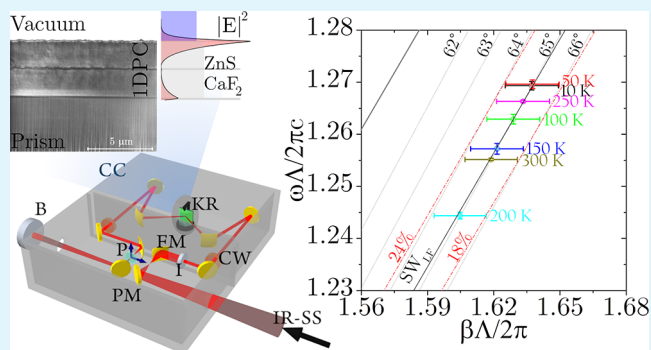 Vacuum
|E|²
1DPC
ZnS
CaF₂
Prism
5 μm
CC
B
KR
P
FM
I
CW
PM
IR-SS
ωΛ/2πc
1.28
1.27
1.26
1.25
1.24
1.23
1.56
1.59
1.62
1.65
1.68
βΛ/2π
62°
63°
64°
65°
66°
50 K
10 K
250 K
100 K
150 K
300 K
200 K
24%
SW_LF
18%